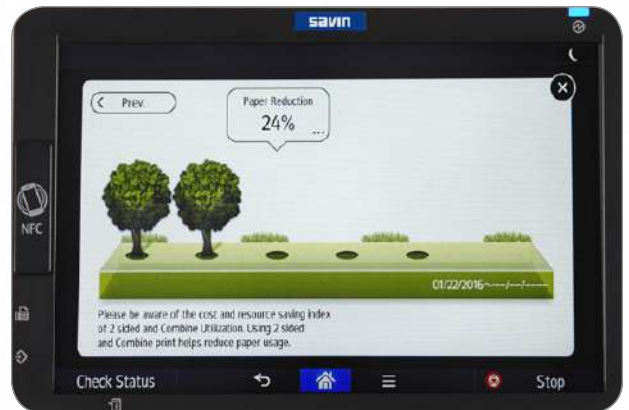 savin
Prev.
Paper Reduction
24%
...
NFC
01/22/2016~----/--/--
Please be aware of the cost and resource saving index
of 2 sided and Combine Utilization. Using 2 sided
and Combine print helps reduce paper usage.
Check Status
Stop